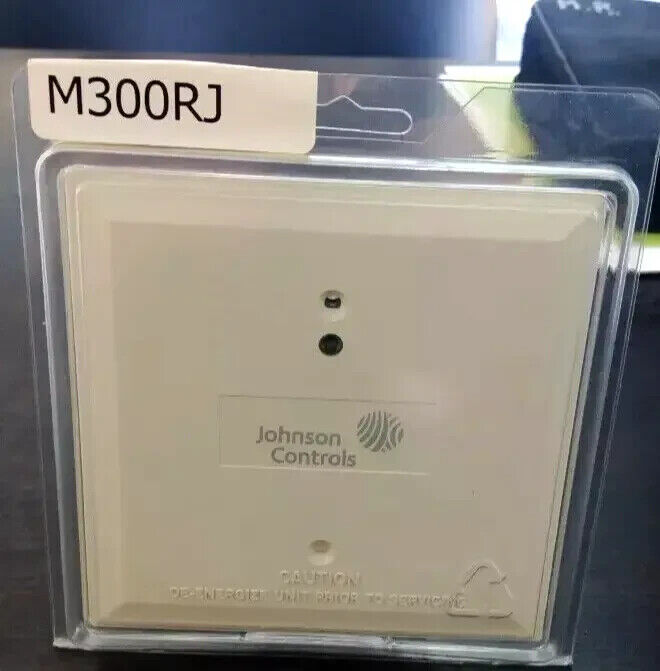 M300RJ
Johnson
Controls
CAUTION
DE-ENERGIZE UNIT PRIOR TO SERVICING